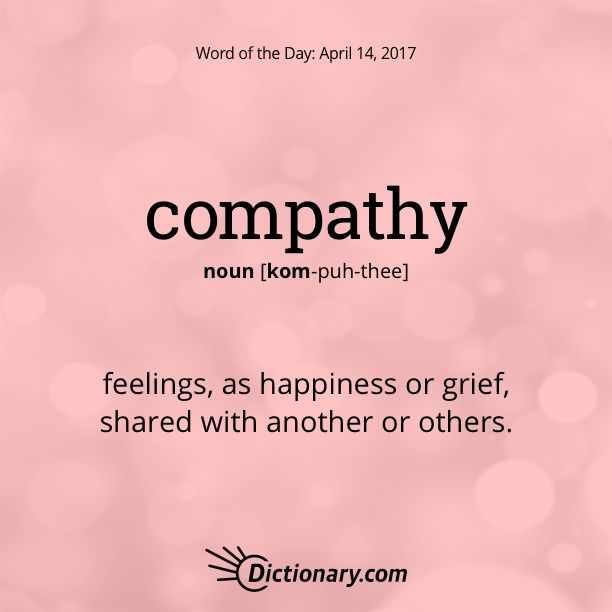 Word of the Day: April 14, 2017
compathy
noun [kom-puh-thee]
feelings, as happiness or grief,
shared with another or others.
Dictionary.com